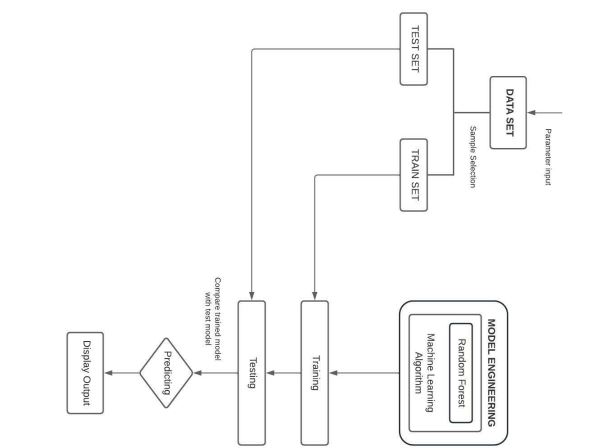 Parameter input
DATA SET
Sample Selection
TEST SET
TRAIN SET
MODEL ENGINEERING
Random Forest
Machine Learning
Algorithm
Training
Testing
Compare trained model
with test model
Predicting
Display Output